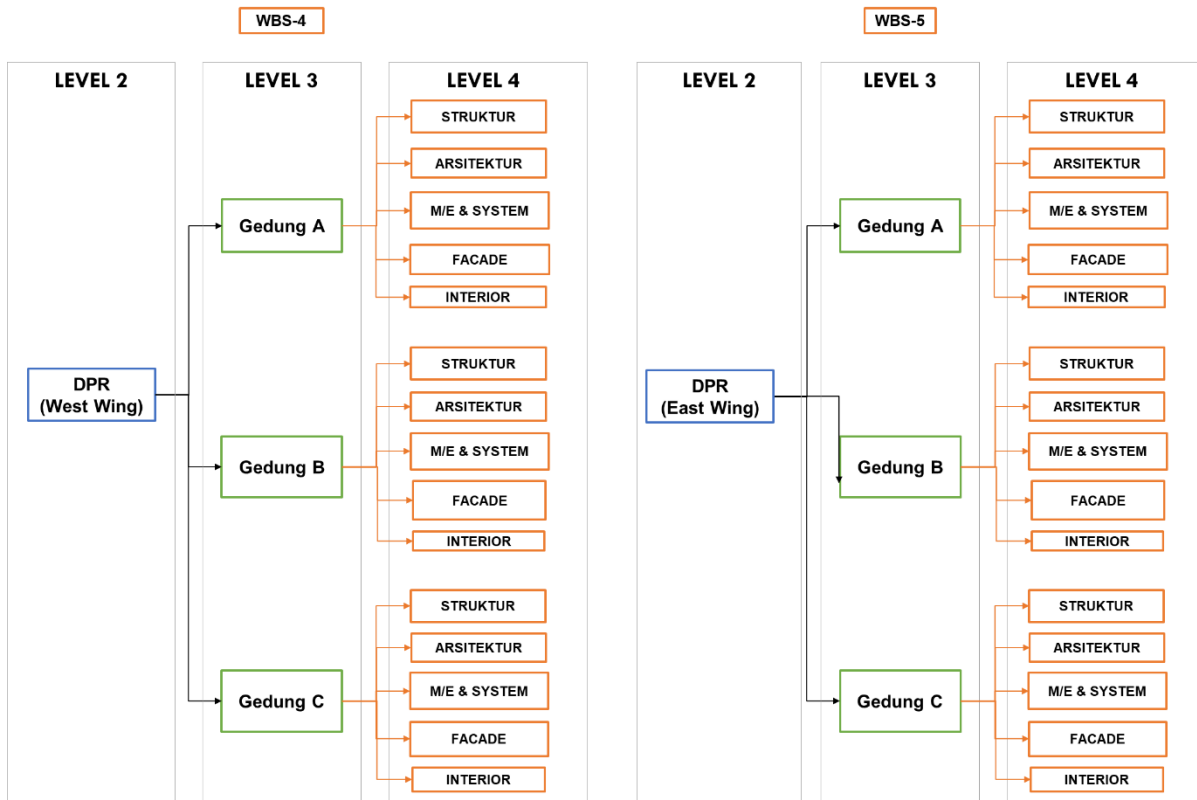 WBS-4
LEVEL 2
LEVEL 3
LEVEL 4
DPR
(West Wing)
Gedung A
STRUKTUR
ARSITEKTUR
M/E & SYSTEM
FACADE
INTERIOR
Gedung B
STRUKTUR
ARSITEKTUR
M/E & SYSTEM
FACADE
INTERIOR
Gedung C
STRUKTUR
ARSITEKTUR
M/E & SYSTEM
FACADE
INTERIOR
WBS-5
LEVEL 2
LEVEL 3
LEVEL 4
DPR
(East Wing)
Gedung A
STRUKTUR
ARSITEKTUR
M/E & SYSTEM
FACADE
INTERIOR
Gedung B
STRUKTUR
ARSITEKTUR
M/E & SYSTEM
FACADE
INTERIOR
Gedung C
STRUKTUR
ARSITEKTUR
M/E & SYSTEM
FACADE
INTERIOR